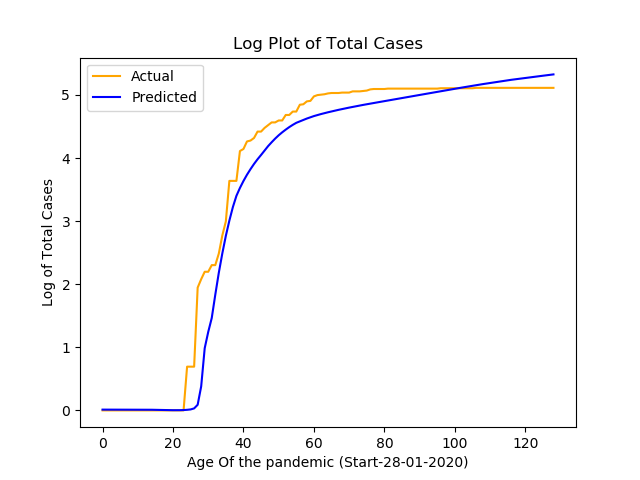 Log Plot of Total Cases
Actual
Predicted
Log of Total Cases
5
4
3
2
1
0
0 20 40 60 80 100 120
Age Of the pandemic (Start-28-01-2020)